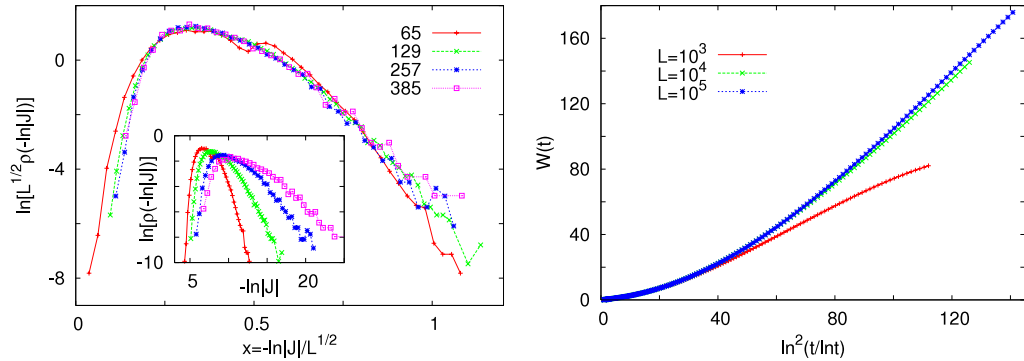 ln[L^{1/2}ρ(-ln|J|)]
0
-4
-8
65
129
257
385
ln[ρ(-ln|J|)]
0
-10
5
20
-ln|J|
0
0.5
1
x=-ln|J|/L^{1/2}
W(t)
160
120
80
40
0
L=10^3
L=10^4
L=10^5
0
40
80
120
ln^2(t/lnt)